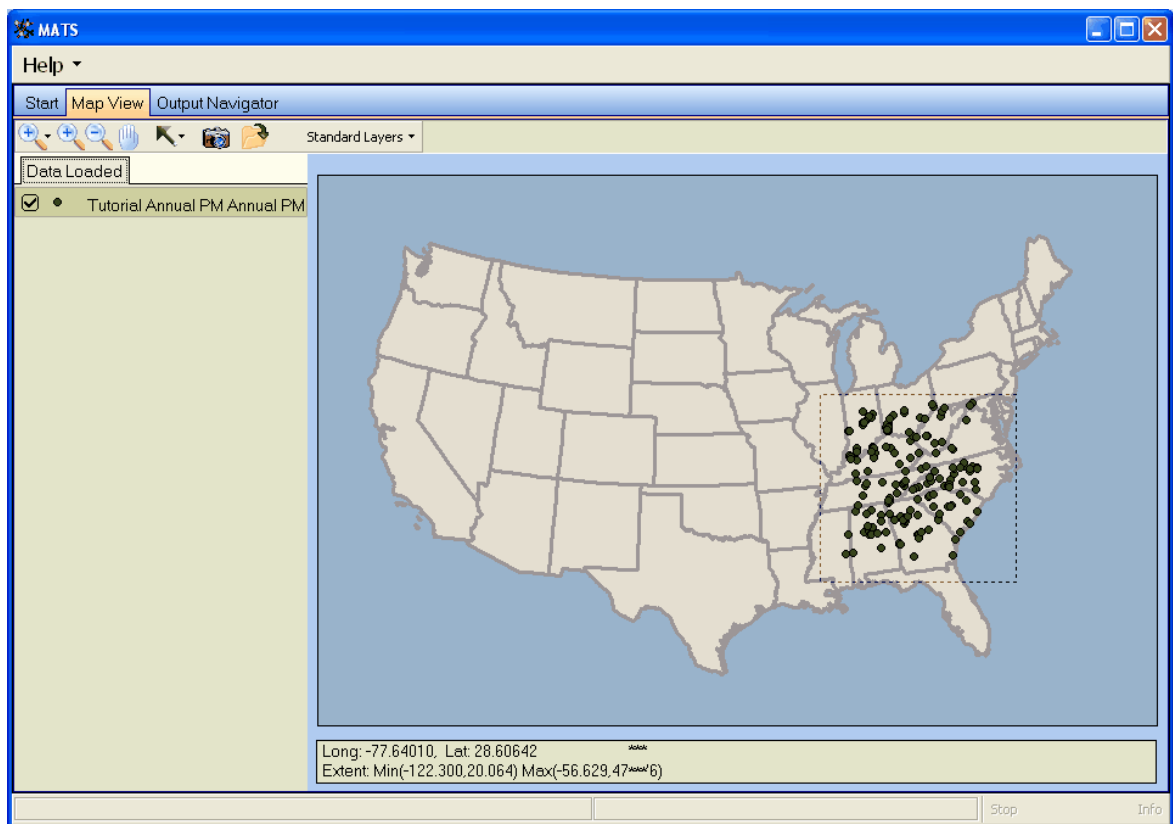 MATS
Help
Start Map View Output Navigator
Standard Layers
Data Loaded
Tutorial Annual PM Annual PM
Long: -77.64010, Lat: 28.60642 ****
Extent: Min(-122.300,20.064) Max(-56.629,47****6)
Stop Info